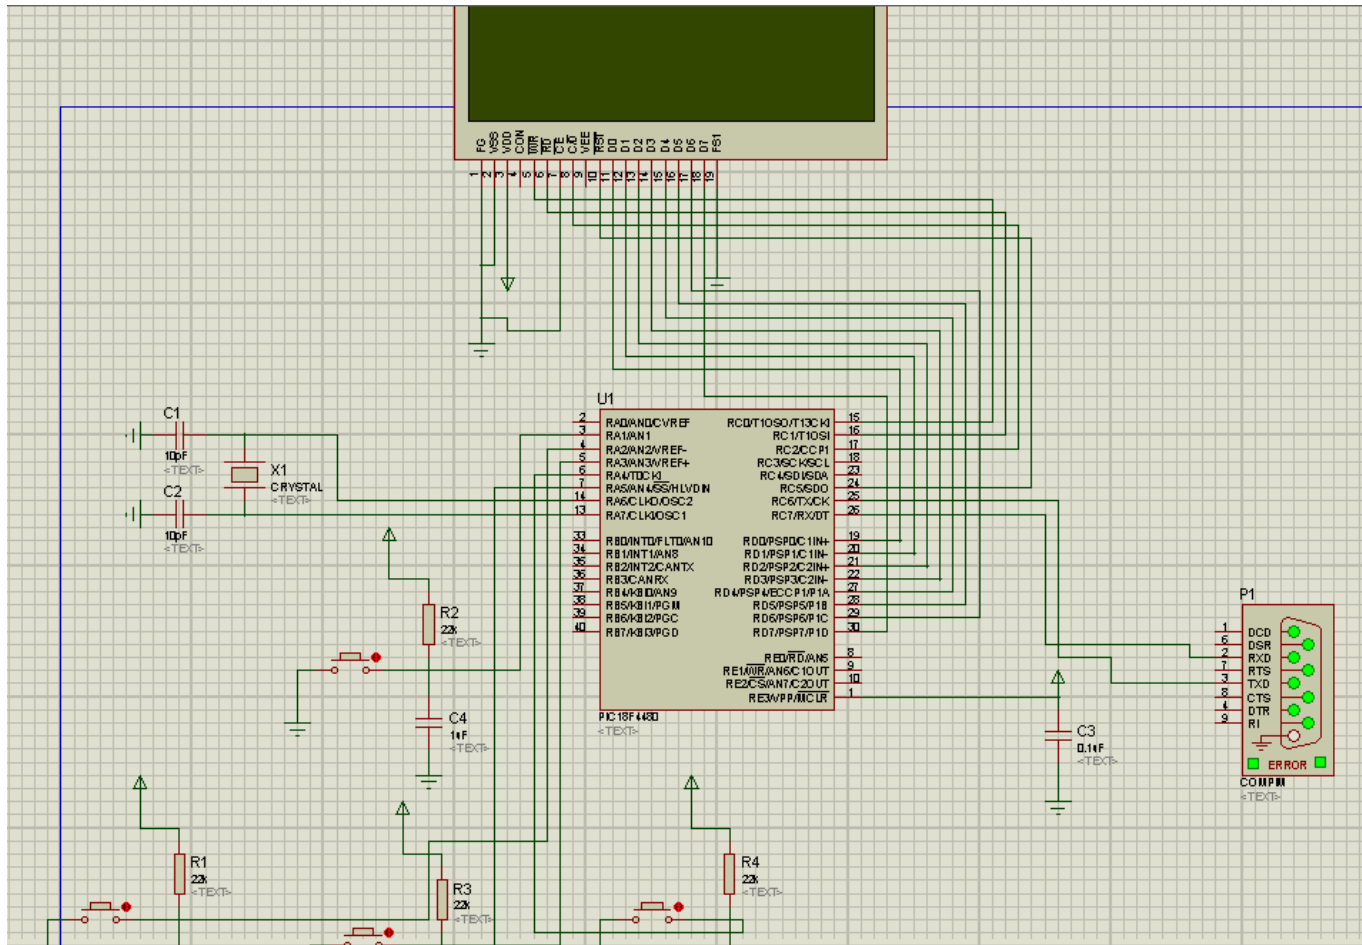 FG
VSS
VDD
CON
WR
RD
CE
C/D
VEE
RST
D0
D1
D2
D3
D4
D5
D6
D7
FS1
1
2
3
4
5
6
7
8
9
10
11
12
13
14
15
16
17
18
19
U1
2 RA0/AN0/CVREF RC0/T1OSO/T13CKI 15
3 RA1/AN1 RC1/T1OSI 16
4 RA2/AN2/VREF- RC2/CCP1 17
5 RA3/AN3/VREF+ RC3/SCK/SCL 18
6 RA4/T0CKI RC4/SDI/SDA 23
7 RA5/AN4/SS/HLVDIN RC5/SDO 24
14 RA6/CLKO/OSC2 RC6/TX/CK 25
13 RA7/CLKI/OSC1 RC7/RX/DT 26
33 RB0/INT0/FLT0/AN10 RD0/PSP0/C1IN+ 19
34 RB1/INT1/AN8 RD1/PSP1/C1IN- 20
35 RB2/INT2/CANTX RD2/PSP2/C2IN+ 21
36 RB3/CANRX RD3/PSP3/C2IN- 22
37 RB4/KBI0/AN9 RD4/PSP4/ECCP1/P1A 27
38 RB5/KBI1/PGM RD5/PSP5/P1B 28
39 RB6/KBI2/PGC RD6/PSP6/P1C 29
40 RB7/KBI3/PGD RD7/PSP7/P1D 30
RE0/RD/AN5 8
RE1/WR/AN6/C1OUT 9
RE2/CS/AN7/C2OUT 10
RE3/VPP/MCLR 1
PIC18F4480
<TEXT>
C1
10pF
<TEXT>
X1
CRYSTAL
<TEXT>
C2
10pF
<TEXT>
R2
22k
<TEXT>
C4
1uF
<TEXT>
P1
1 DCD
6 DSR
2 RXD
7 RTS
3 TXD
8 CTS
4 DTR
9 RI
ERROR
COMPIM
<TEXT>
C3
0.1uF
<TEXT>
R1
22k
<TEXT>
R3
22k
<TEXT>
R4
22k
<TEXT>